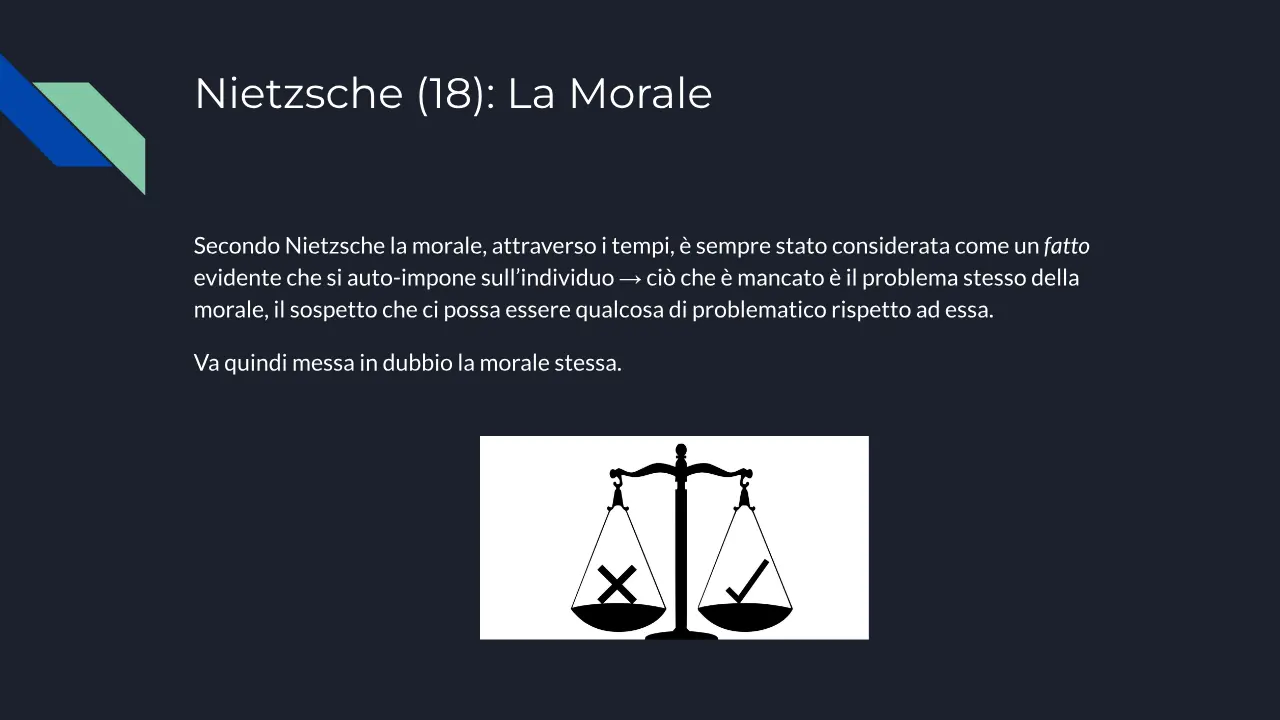 Nietzsche (18): La Morale
Secondo Nietzsche la morale, attraverso i tempi, è sempre stato considerata come un fatto
evidente che si auto-impone sull’individuo → ciò che è mancato è il problema stesso della
morale, il sospetto che ci possa essere qualcosa di problematico rispetto ad essa.
Va quindi messa in dubbio la morale stessa.